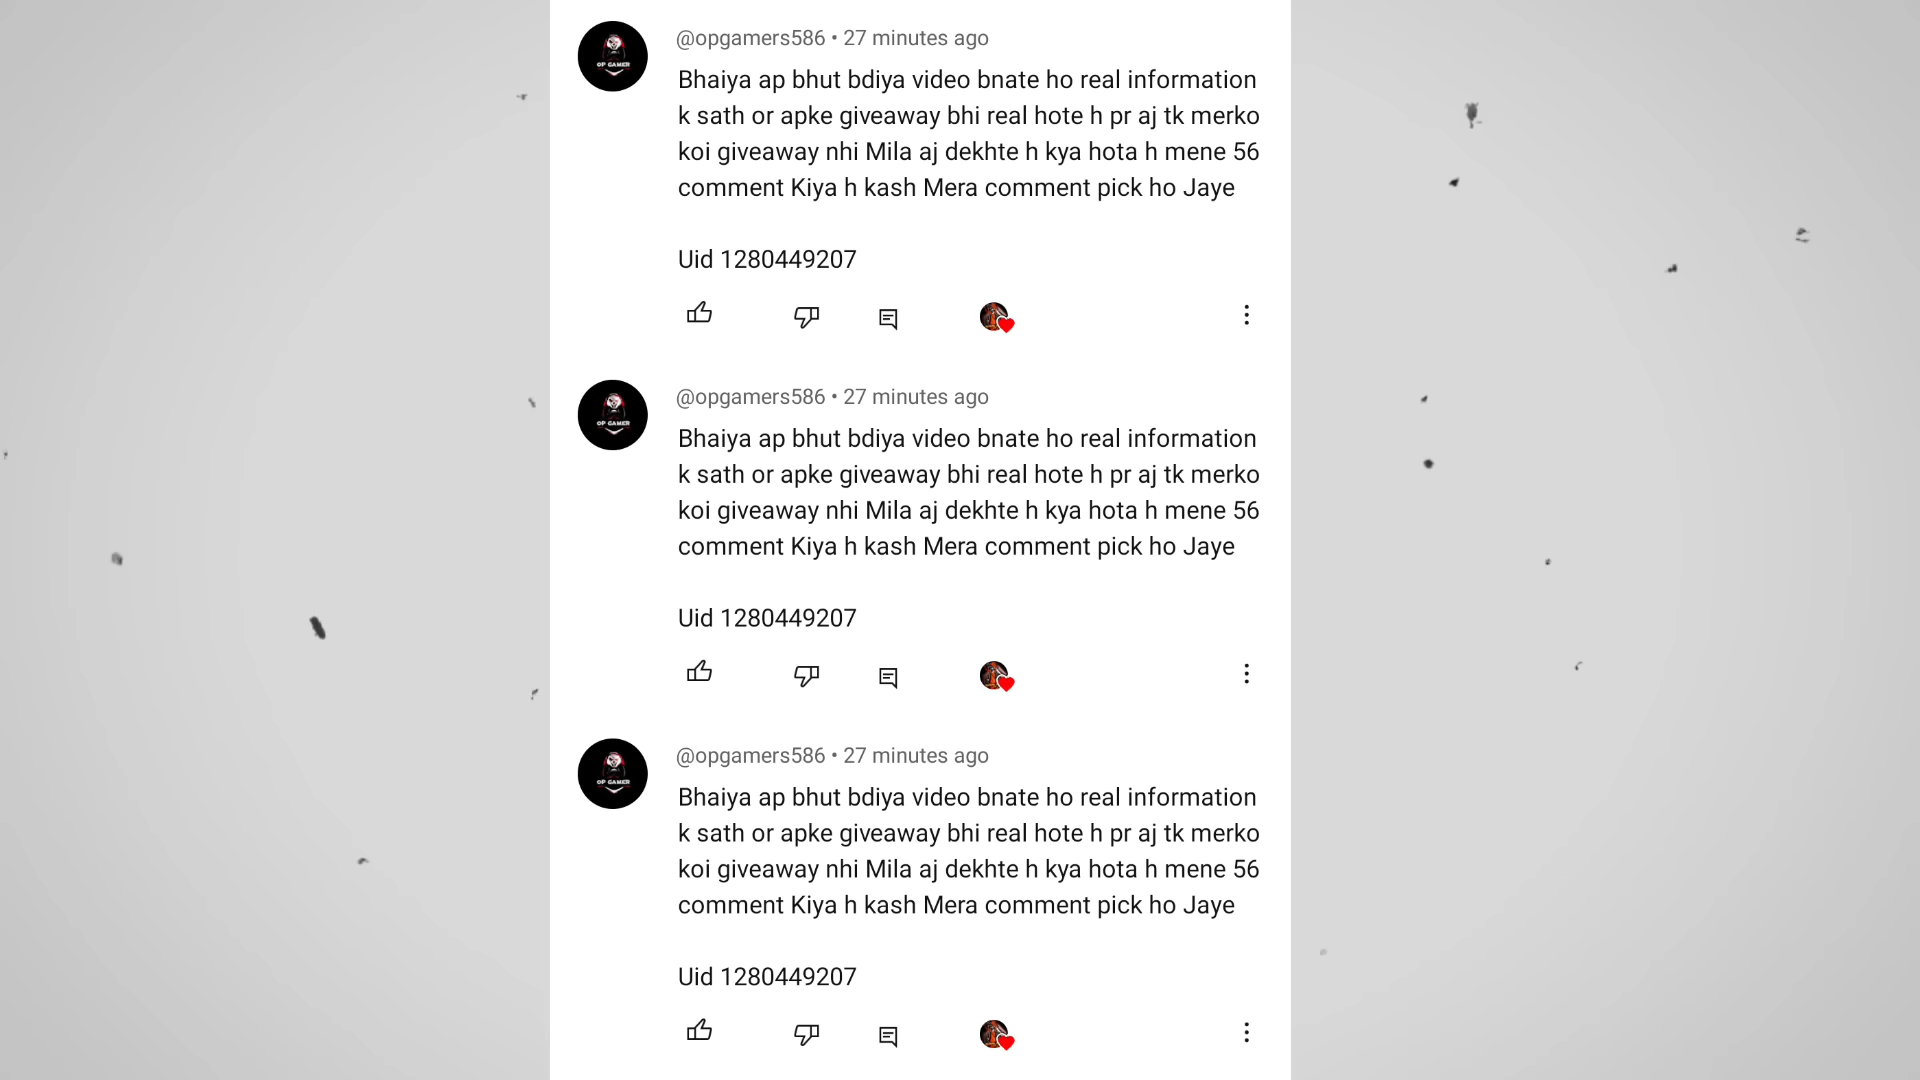 @opgamers586 • 27 minutes ago
Bhaiya ap bhut bdiya video bnate ho real information
k sath or apke giveaway bhi real hote h pr aj tk merko
koi giveaway nhi Mila aj dekhte h kya hota h mene 56
comment Kiya h kash Mera comment pick ho Jaye
Uid 1280449207
OP GAMER
@opgamers586 • 27 minutes ago
Bhaiya ap bhut bdiya video bnate ho real information
k sath or apke giveaway bhi real hote h pr aj tk merko
koi giveaway nhi Mila aj dekhte h kya hota h mene 56
comment Kiya h kash Mera comment pick ho Jaye
Uid 1280449207
OP GAMER
@opgamers586 • 27 minutes ago
Bhaiya ap bhut bdiya video bnate ho real information
k sath or apke giveaway bhi real hote h pr aj tk merko
koi giveaway nhi Mila aj dekhte h kya hota h mene 56
comment Kiya h kash Mera comment pick ho Jaye
Uid 1280449207
OP GAMER